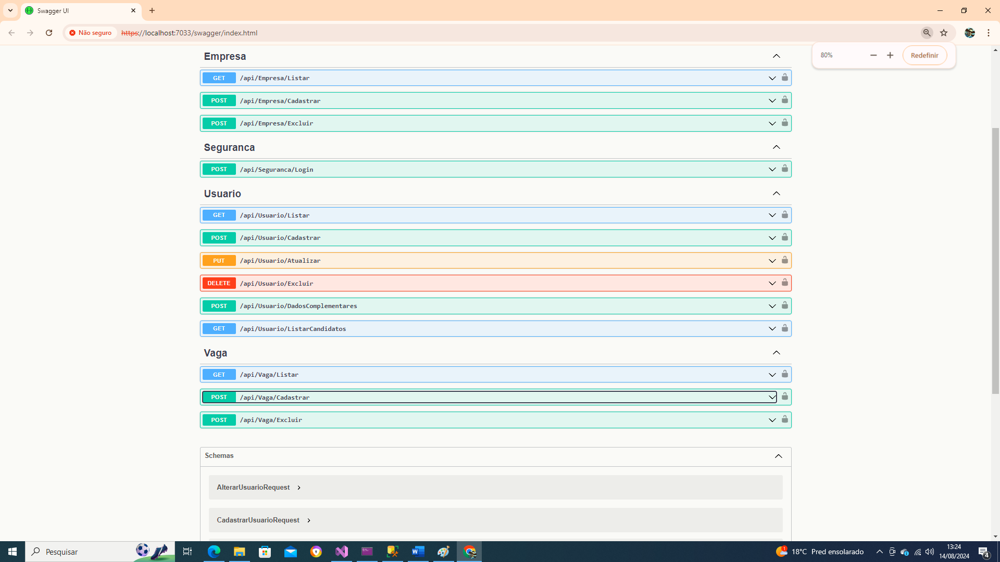 Swagger UI
Não seguro
https://localhost:7033/swagger/index.html
80%
Redefinir
Empresa
GET /api/Empresa/Listar
POST /api/Empresa/Cadastrar
POST /api/Empresa/Excluir
Seguranca
POST /api/Seguranca/Login
Usuario
GET /api/Usuario/Listar
POST /api/Usuario/Cadastrar
PUT /api/Usuario/Atualizar
DELETE /api/Usuario/Excluir
POST /api/Usuario/DadosComplementares
GET /api/Usuario/ListarCandidatos
Vaga
GET /api/Vaga/Listar
POST /api/Vaga/Cadastrar
POST /api/Vaga/Excluir
Schemas
AlterarUsuarioRequest
CadastrarUsuarioRequest
Pesquisar
1
18°C Pred ensolarado
13:24
14/08/2024
4